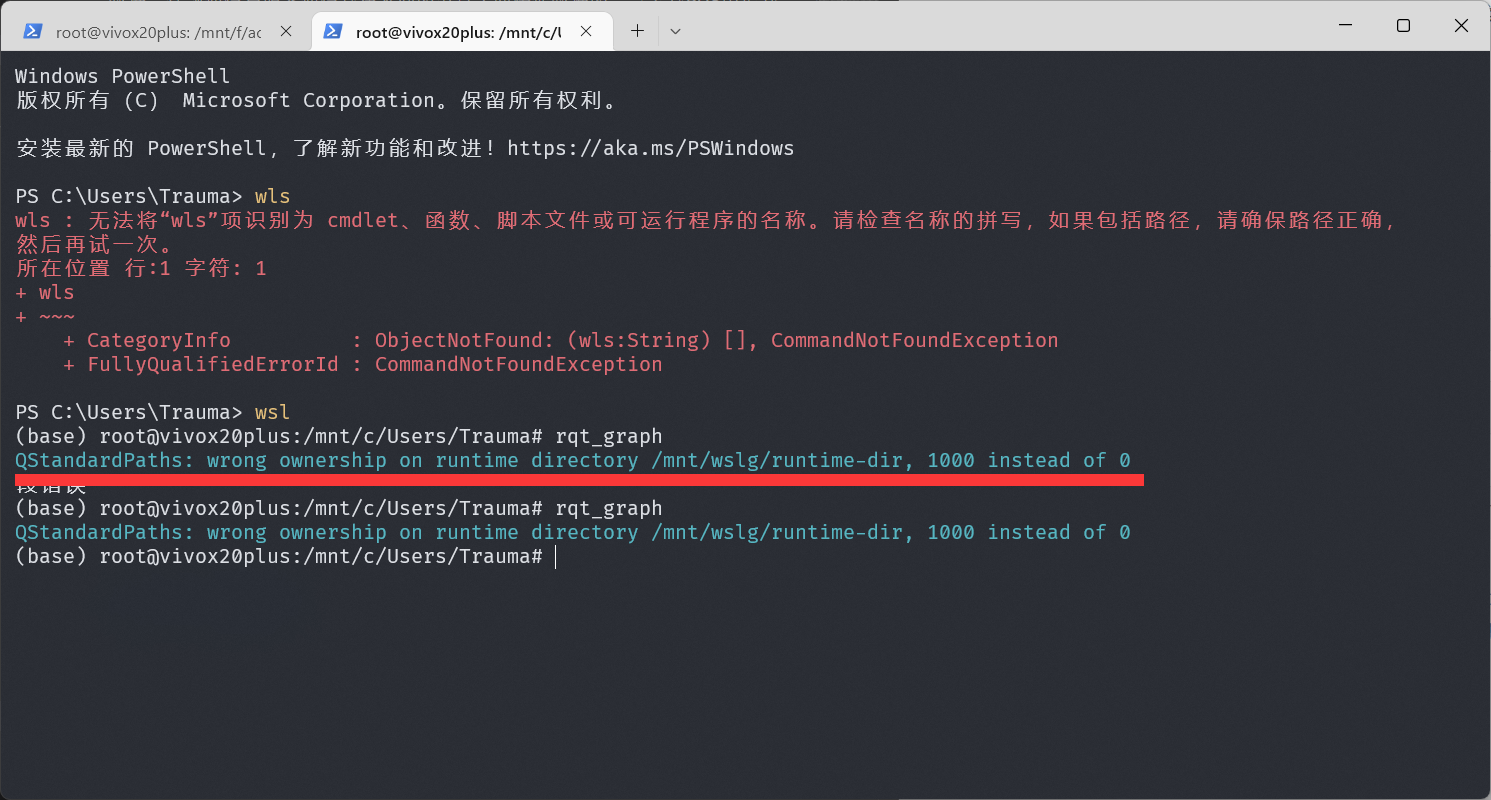 root@vivox20plus: /mnt/f/ac
root@vivox20plus: /mnt/c/U
Windows PowerShell
版权所有 (C)  Microsoft Corporation。保留所有权利。
安装最新的 PowerShell，了解新功能和改进！https://aka.ms/PSWindows
PS C:\Users\Trauma> wls
wls : 无法将“wls”项识别为 cmdlet、函数、脚本文件或可运行程序的名称。请检查名称的拼写，如果包括路径，请确保路径正确，
然后再试一次。
所在位置 行:1 字符: 1
+ wls
+ ~~~
    + CategoryInfo          : ObjectNotFound: (wls:String) [], CommandNotFoundException
    + FullyQualifiedErrorId : CommandNotFoundException
PS C:\Users\Trauma> wsl
(base) root@vivox20plus:/mnt/c/Users/Trauma# rqt_graph
QStandardPaths: wrong ownership on runtime directory /mnt/wslg/runtime-dir, 1000 instead of 0
段错误
(base) root@vivox20plus:/mnt/c/Users/Trauma# rqt_graph
QStandardPaths: wrong ownership on runtime directory /mnt/wslg/runtime-dir, 1000 instead of 0
(base) root@vivox20plus:/mnt/c/Users/Trauma#